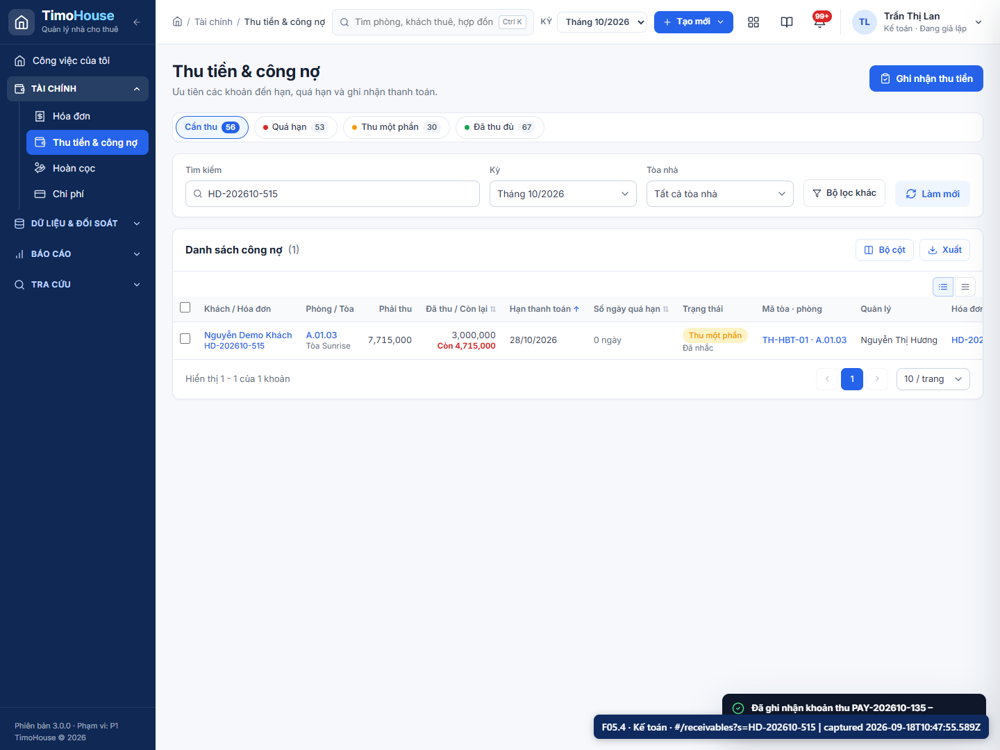 TimoHouse
Quản lý nhà cho thuê
Công việc của tôi
TÀI CHÍNH
Hóa đơn
Thu tiền & công nợ
Hoàn cọc
Chi phí
DỮ LIỆU & ĐỐI SOÁT
BÁO CÁO
TRA CỨU
Phiên bản 3.0.0 · Phạm vi: P1
TimoHouse © 2026
/ Tài chính / Thu tiền & công nợ
Tìm phòng, khách thuê, hợp đồn Ctrl K
KỲ Tháng 10/2026
Tạo mới
99+
TL
Trần Thị Lan
Kế toán · Đang giả lập
Thu tiền & công nợ
Ưu tiên các khoản đến hạn, quá hạn và ghi nhận thanh toán.
Ghi nhận thu tiền
Cần thu 56
Quá hạn 53
Thu một phần 30
Đã thu đủ 67
Tìm kiếm
HD-202610-515
Kỳ
Tháng 10/2026
Tòa nhà
Tất cả tòa nhà
Bộ lọc khác
Làm mới
Danh sách công nợ (1)
Bộ cột
Xuất
Khách / Hóa đơn Phòng / Tòa Phải thu Đã thu / Còn lại Hạn thanh toán Số ngày quá hạn Trạng thái Mã tòa · phòng Quản lý Hóa đơn
Nguyễn Demo Khách A.01.03 7,715,000 3,000,000 28/10/2026 0 ngày Thu một phần TH-HBT-01 · A.01.03 Nguyễn Thị Hương HD-202
HD-202610-515 Tòa Sunrise Còn 4,715,000 Đã nhắc
Hiển thị 1 - 1 của 1 khoản
1
10 / trang
Đã ghi nhận khoản thu PAY-202610-135 –
F05.4 · Kế toán · #/receivables?s=HD-202610-515 | captured 2026-09-18T10:47:55.589Z